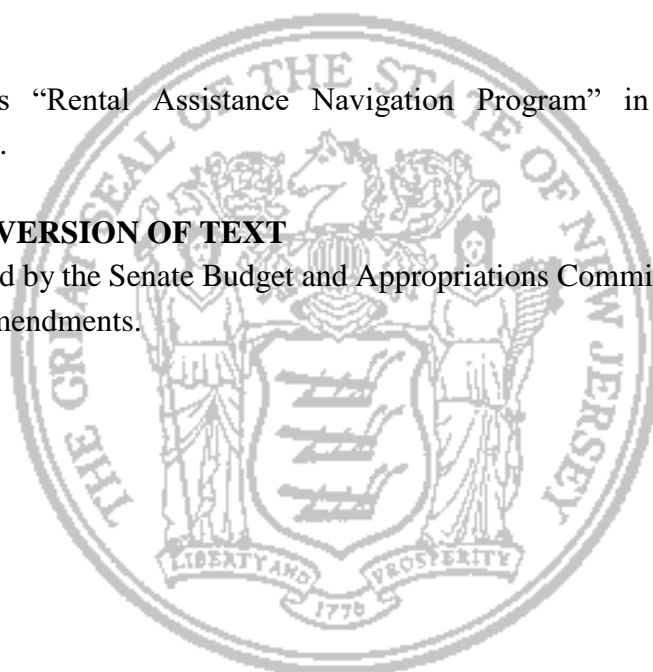 s “Rental Assistance Navigation Program” in
.
VERSION OF TEXT
d by the Senate Budget and Appropriations Commi
mendments.
THE GREAT SEAL OF THE STATE OF NEW JERSEY
LIBERTY AND PROSPERITY
1776